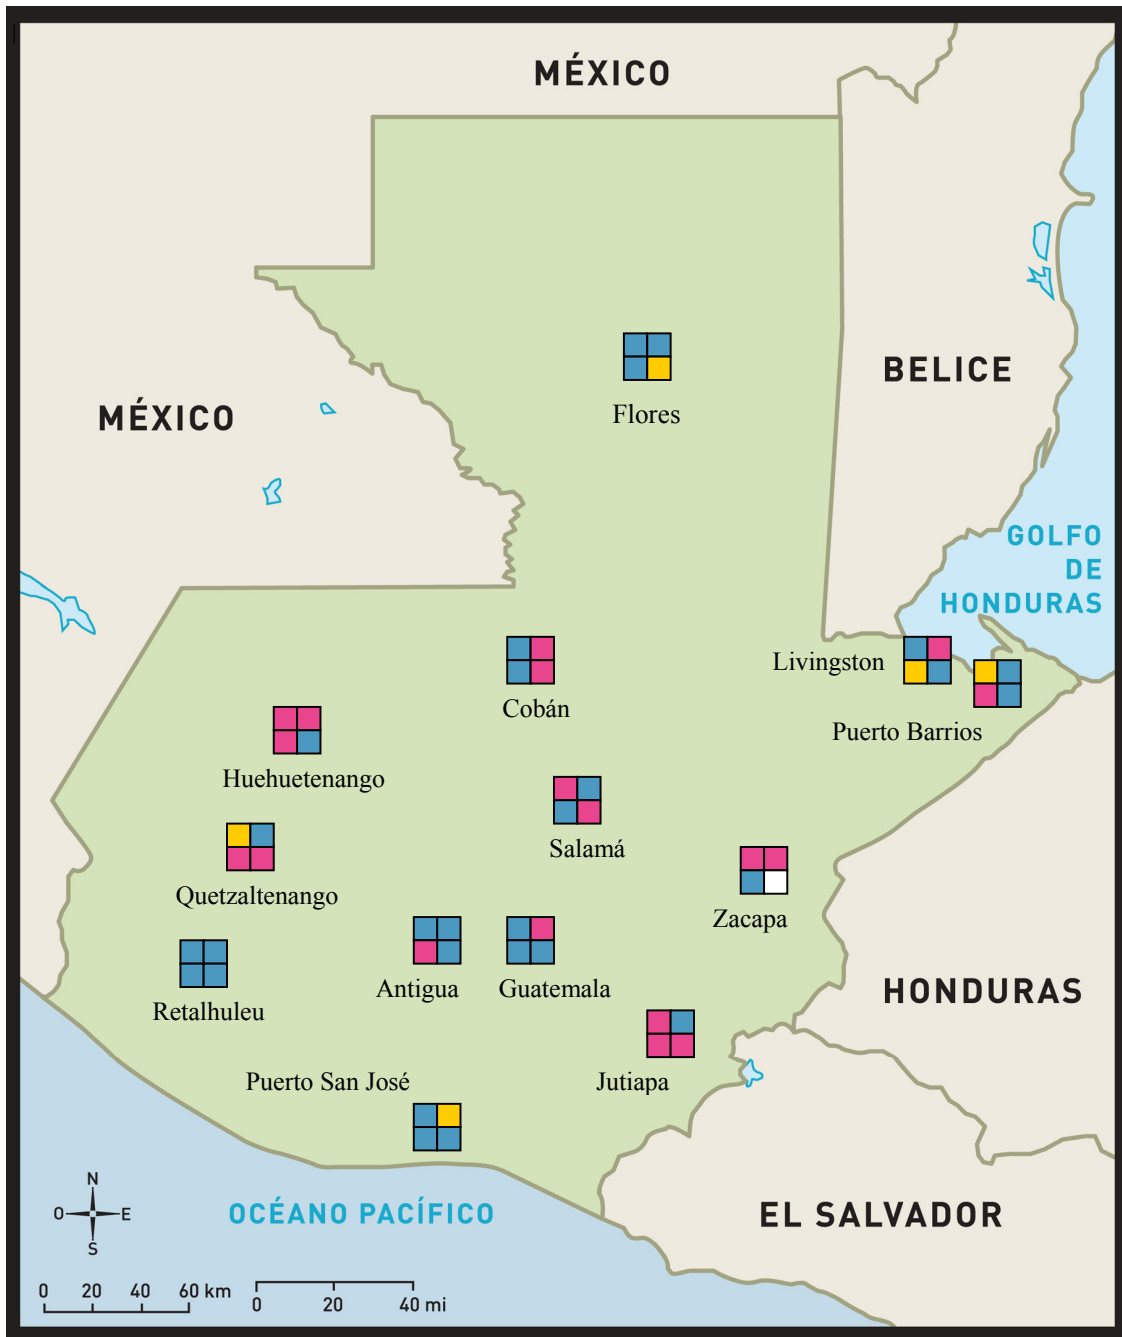 MÉXICO
BELICE
MÉXICO
Flores
GOLFO
DE
HONDURAS
Livingston
Cobán
Puerto Barrios
Huehuetenango
Salamá
Quetzaltenango
Zacapa
Antigua
Guatemala
Retalhuleu
HONDURAS
Puerto San José
Jutiapa
N
O E
S
OCÉANO PACÍFICO
EL SALVADOR
0 20 40 60 km
0 20 40 mi